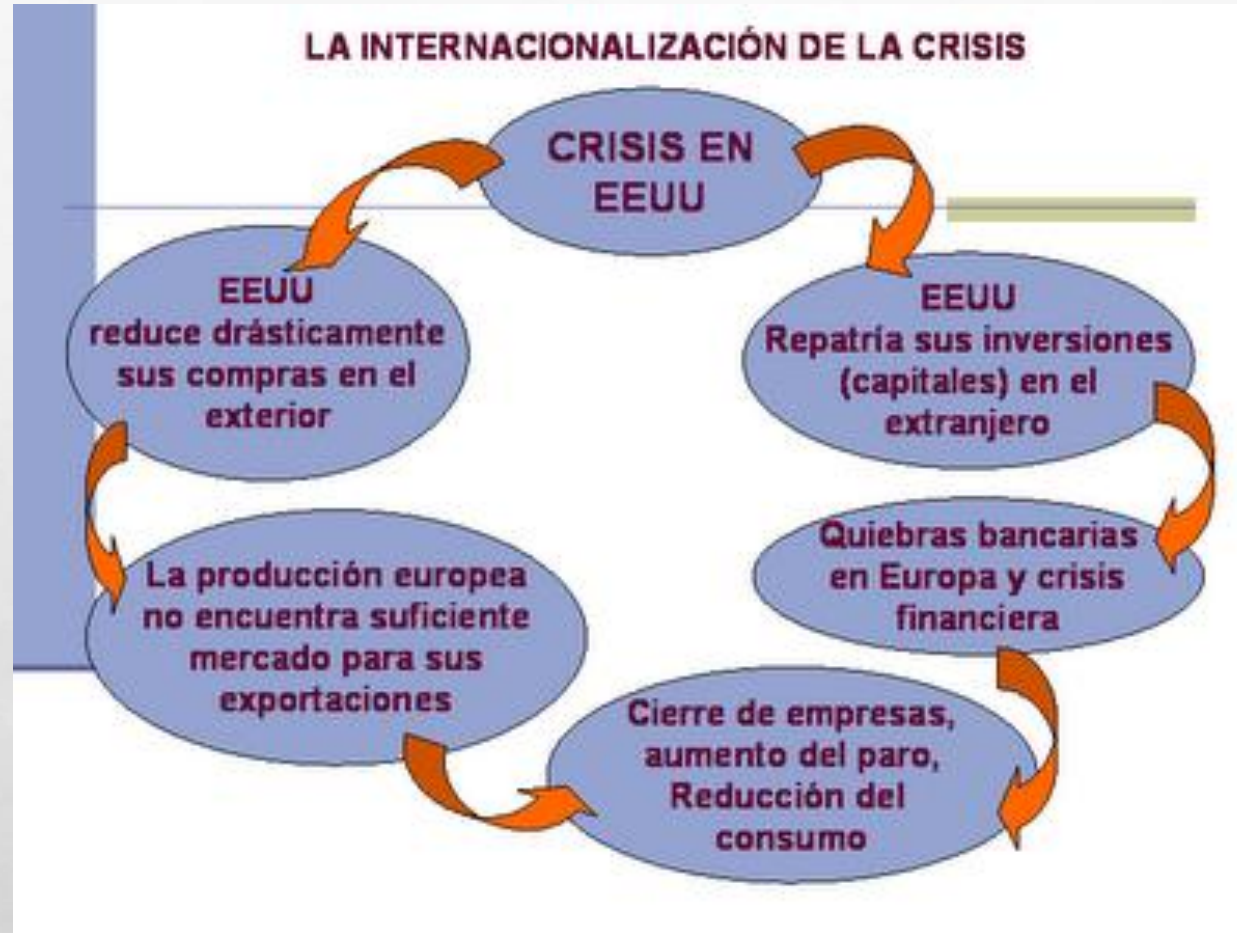 LA INTERNACIONALIZACIÓN DE LA CRISIS
CRISIS EN
EEUU
EEUU
reduce drásticamente
sus compras en el
exterior
EEUU
Repatría sus inversiones
(capitales) en el
extranjero
La producción europea
no encuentra suficiente
mercado para sus
exportaciones
Quiebras bancarias
en Europa y crisis
financiera
Cierre de empresas,
aumento del paro,
Reducción del
consumo